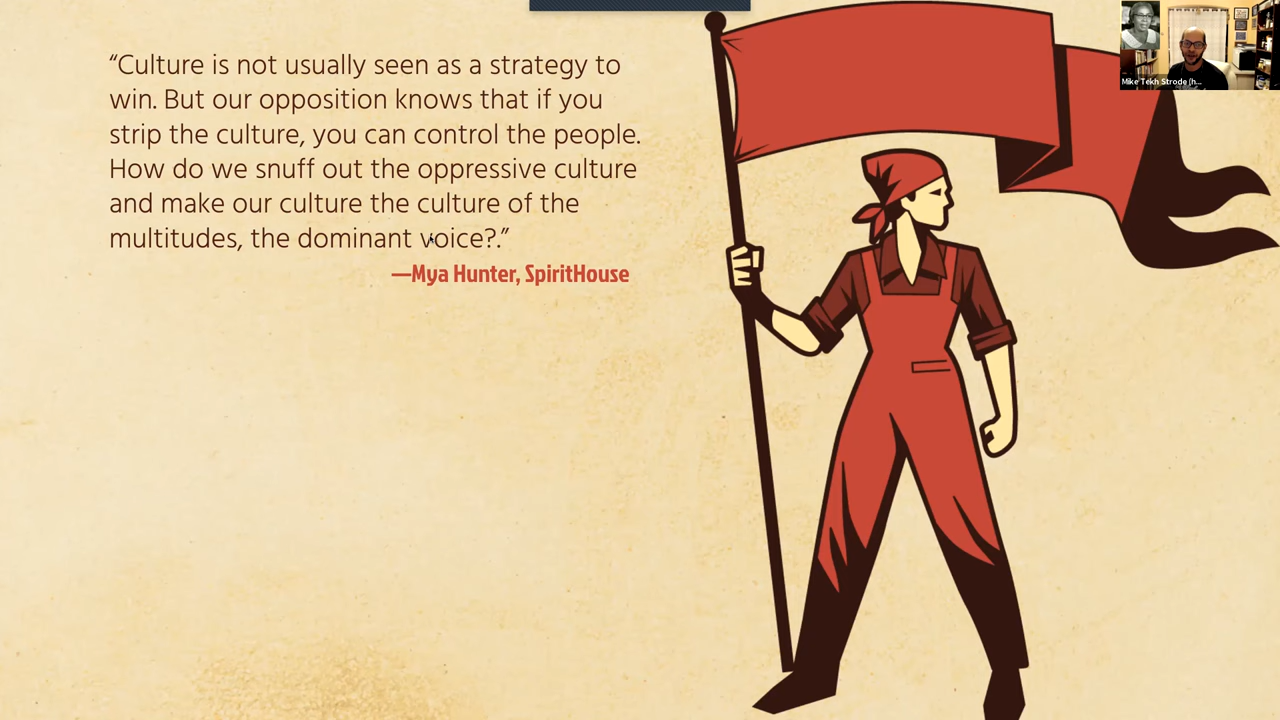 “Culture is not usually seen as a strategy to
win. But our opposition knows that if you
strip the culture, you can control the people.
How do we snuff out the oppressive culture
and make our culture the culture of the
multitudes, the dominant voice?.”
—Mya Hunter, SpiritHouse
Mike Tekh Strode (h...